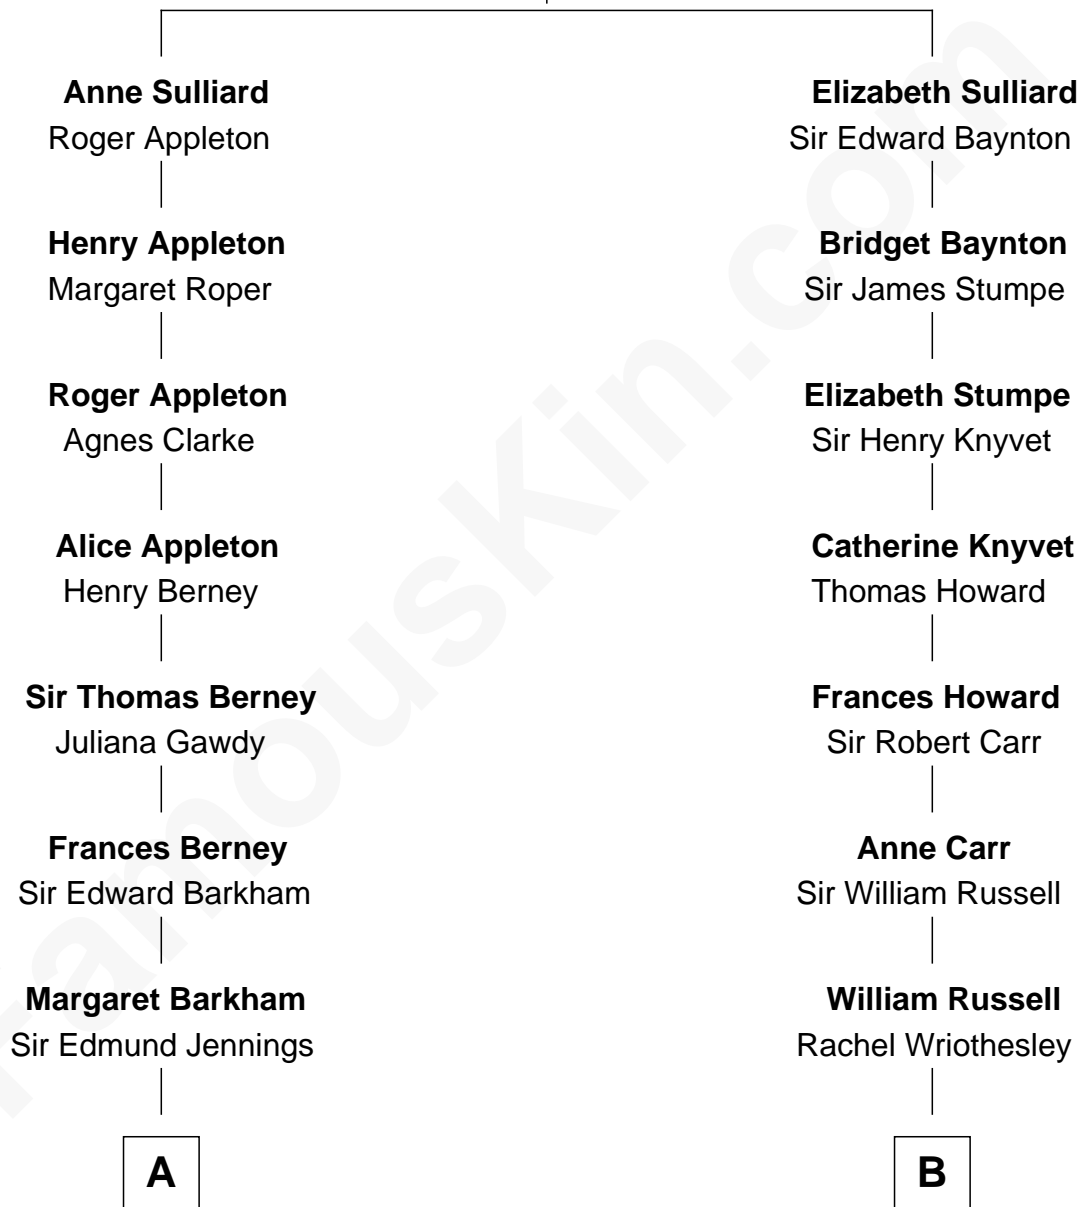 Anne Sulliard
Roger Appleton
Henry Appleton
Margaret Roper
Roger Appleton
Agnes Clarke
Alice Appleton
Henry Berney
Sir Thomas Berney
Juliana Gawdy
Frances Berney
Sir Edward Barkham
Margaret Barkham
Sir Edmund Jennings
A
Elizabeth Sulliard
Sir Edward Baynton
Bridget Baynton
Sir James Stumpe
Elizabeth Stumpe
Sir Henry Knyvet
Catherine Knyvet
Thomas Howard
Frances Howard
Sir Robert Carr
Anne Carr
Sir William Russell
William Russell
Rachel Wriothesley
B
FamousKin.com